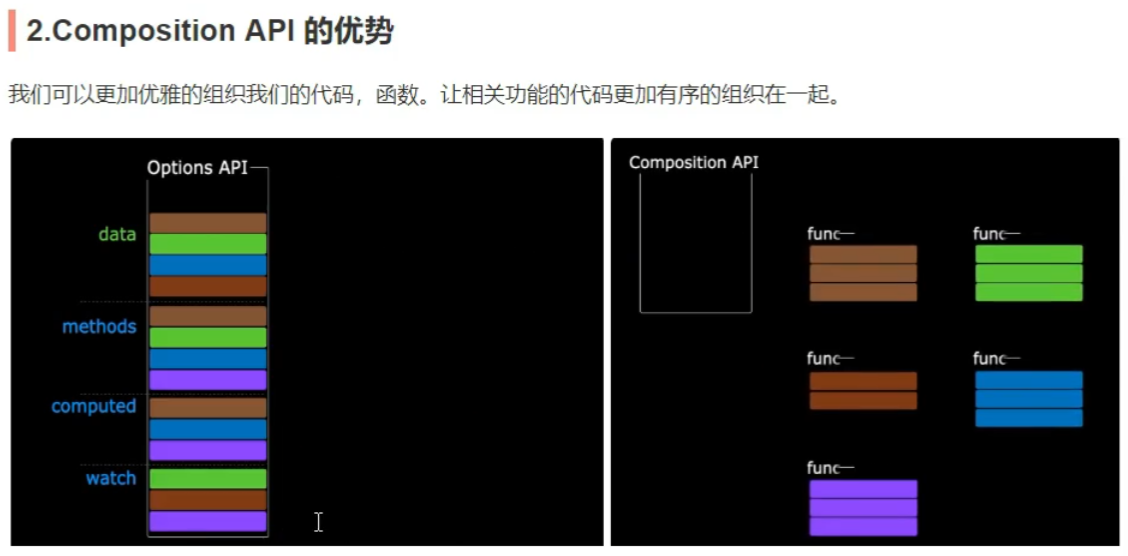 2.Composition API 的优势
我们可以更加优雅的组织我们的代码，函数。让相关功能的代码更加有序的组织在一起。
Options API
data
methods
computed
watch
Composition API
func
func
func
func
func